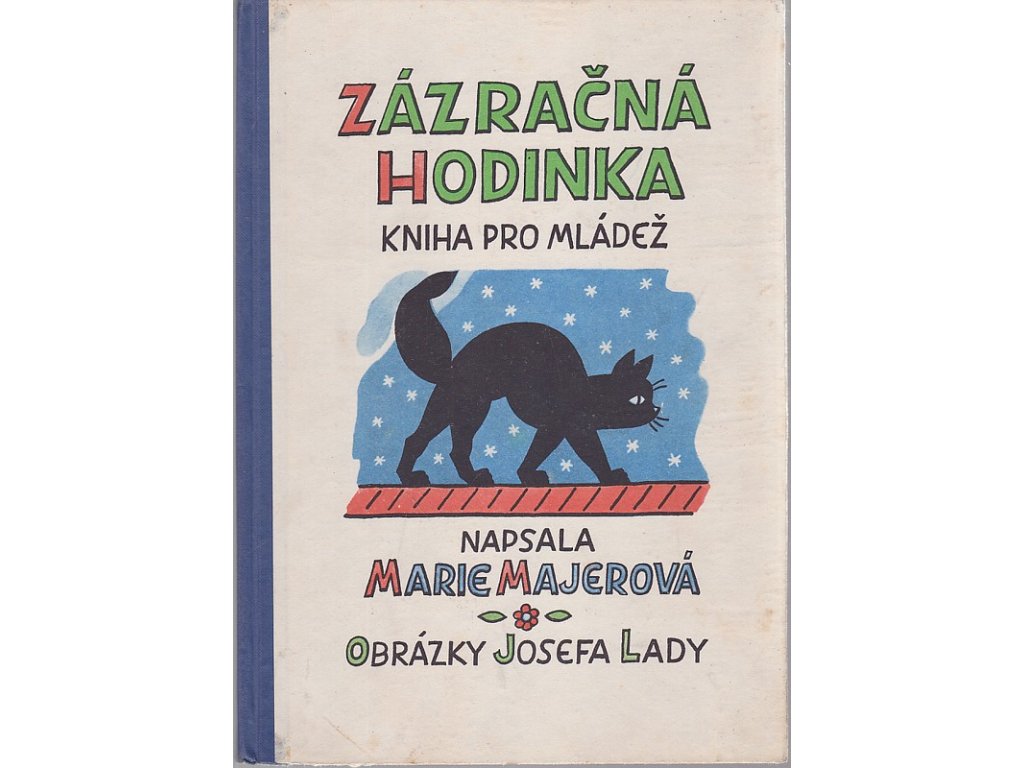 ZÁZRAČNÁ
HODINKA
KNIHA PRO MLÁDEŽ
NAPSALA
MARIE MAJEROVÁ
OBRÁZKY JOSEFA LADY